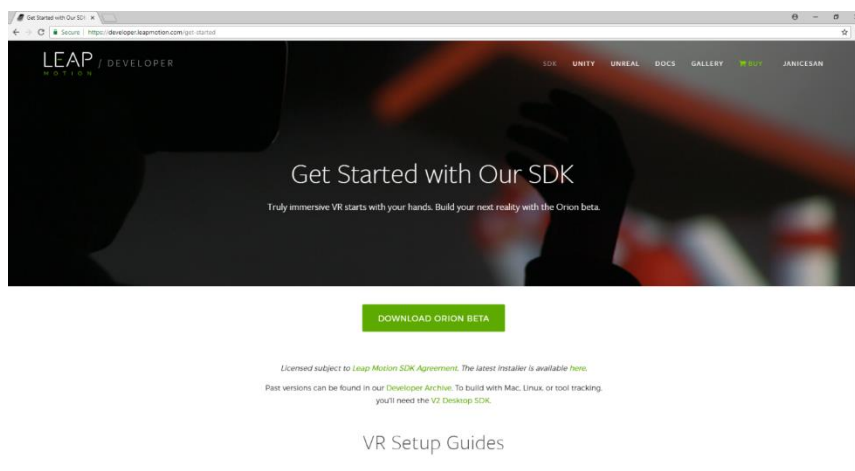 Get Started with Our SDK
Secure | https://developer.leapmotion.com/get-started
LEAP / DEVELOPER
MOTION
SDK UNITY UNREAL DOCS GALLERY BUY JANICESAN
Get Started with Our SDK
Truly immersive VR starts with your hands. Build your next reality with the Orion beta.
DOWNLOAD ORION BETA
Licensed subject to Leap Motion SDK Agreement. The latest installer is available here.
Past versions can be found in our Developer Archive. To build with Mac, Linux, or tool tracking,
you'll need the V2 Desktop SDK.
VR Setup Guides